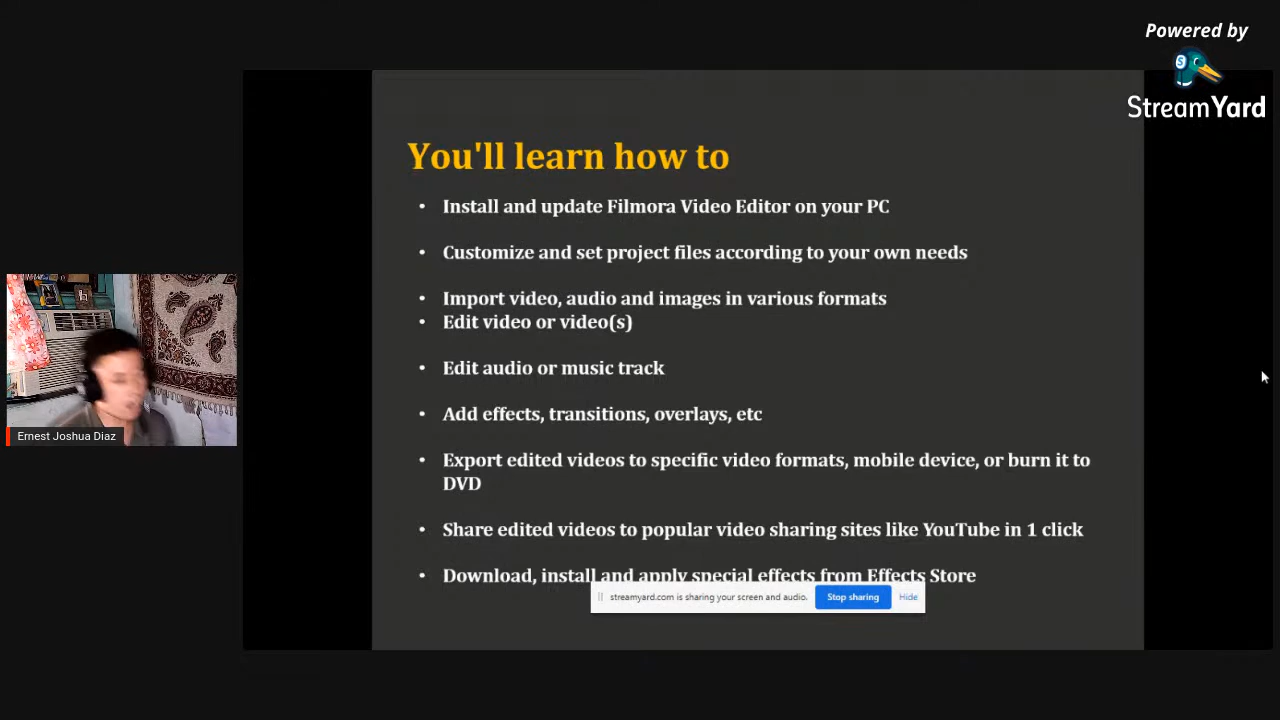 Powered by
StreamYard
You'll learn how to
• Install and update Filmora Video Editor on your PC
• Customize and set project files according to your own needs
• Import video, audio and images in various formats
• Edit video or video(s)
• Edit audio or music track
• Add effects, transitions, overlays, etc
• Export edited videos to specific video formats, mobile device, or burn it to
DVD
• Share edited videos to popular video sharing sites like YouTube in 1 click
• Download, install and apply special effects from Effects Store
streamyard.com is sharing your screen and audio. Stop sharing Hide
Ernest Joshua Diaz